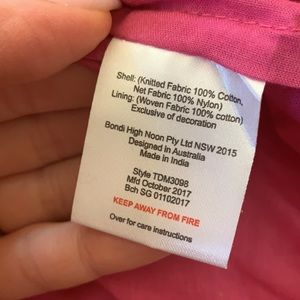 Shell: (Knitted Fabric 100% Cotton,
Net Fabric 100% Nylon)
Lining: (Woven Fabric 100% cotton)
Exclusive of decoration
Bondi High Noon Pty Ltd NSW 2015
Designed in Australia
Made in India
Style TDM3098
Mfd October 2017
Bch SG 01102017
KEEP AWAY FROM FIRE
Over for care instructions